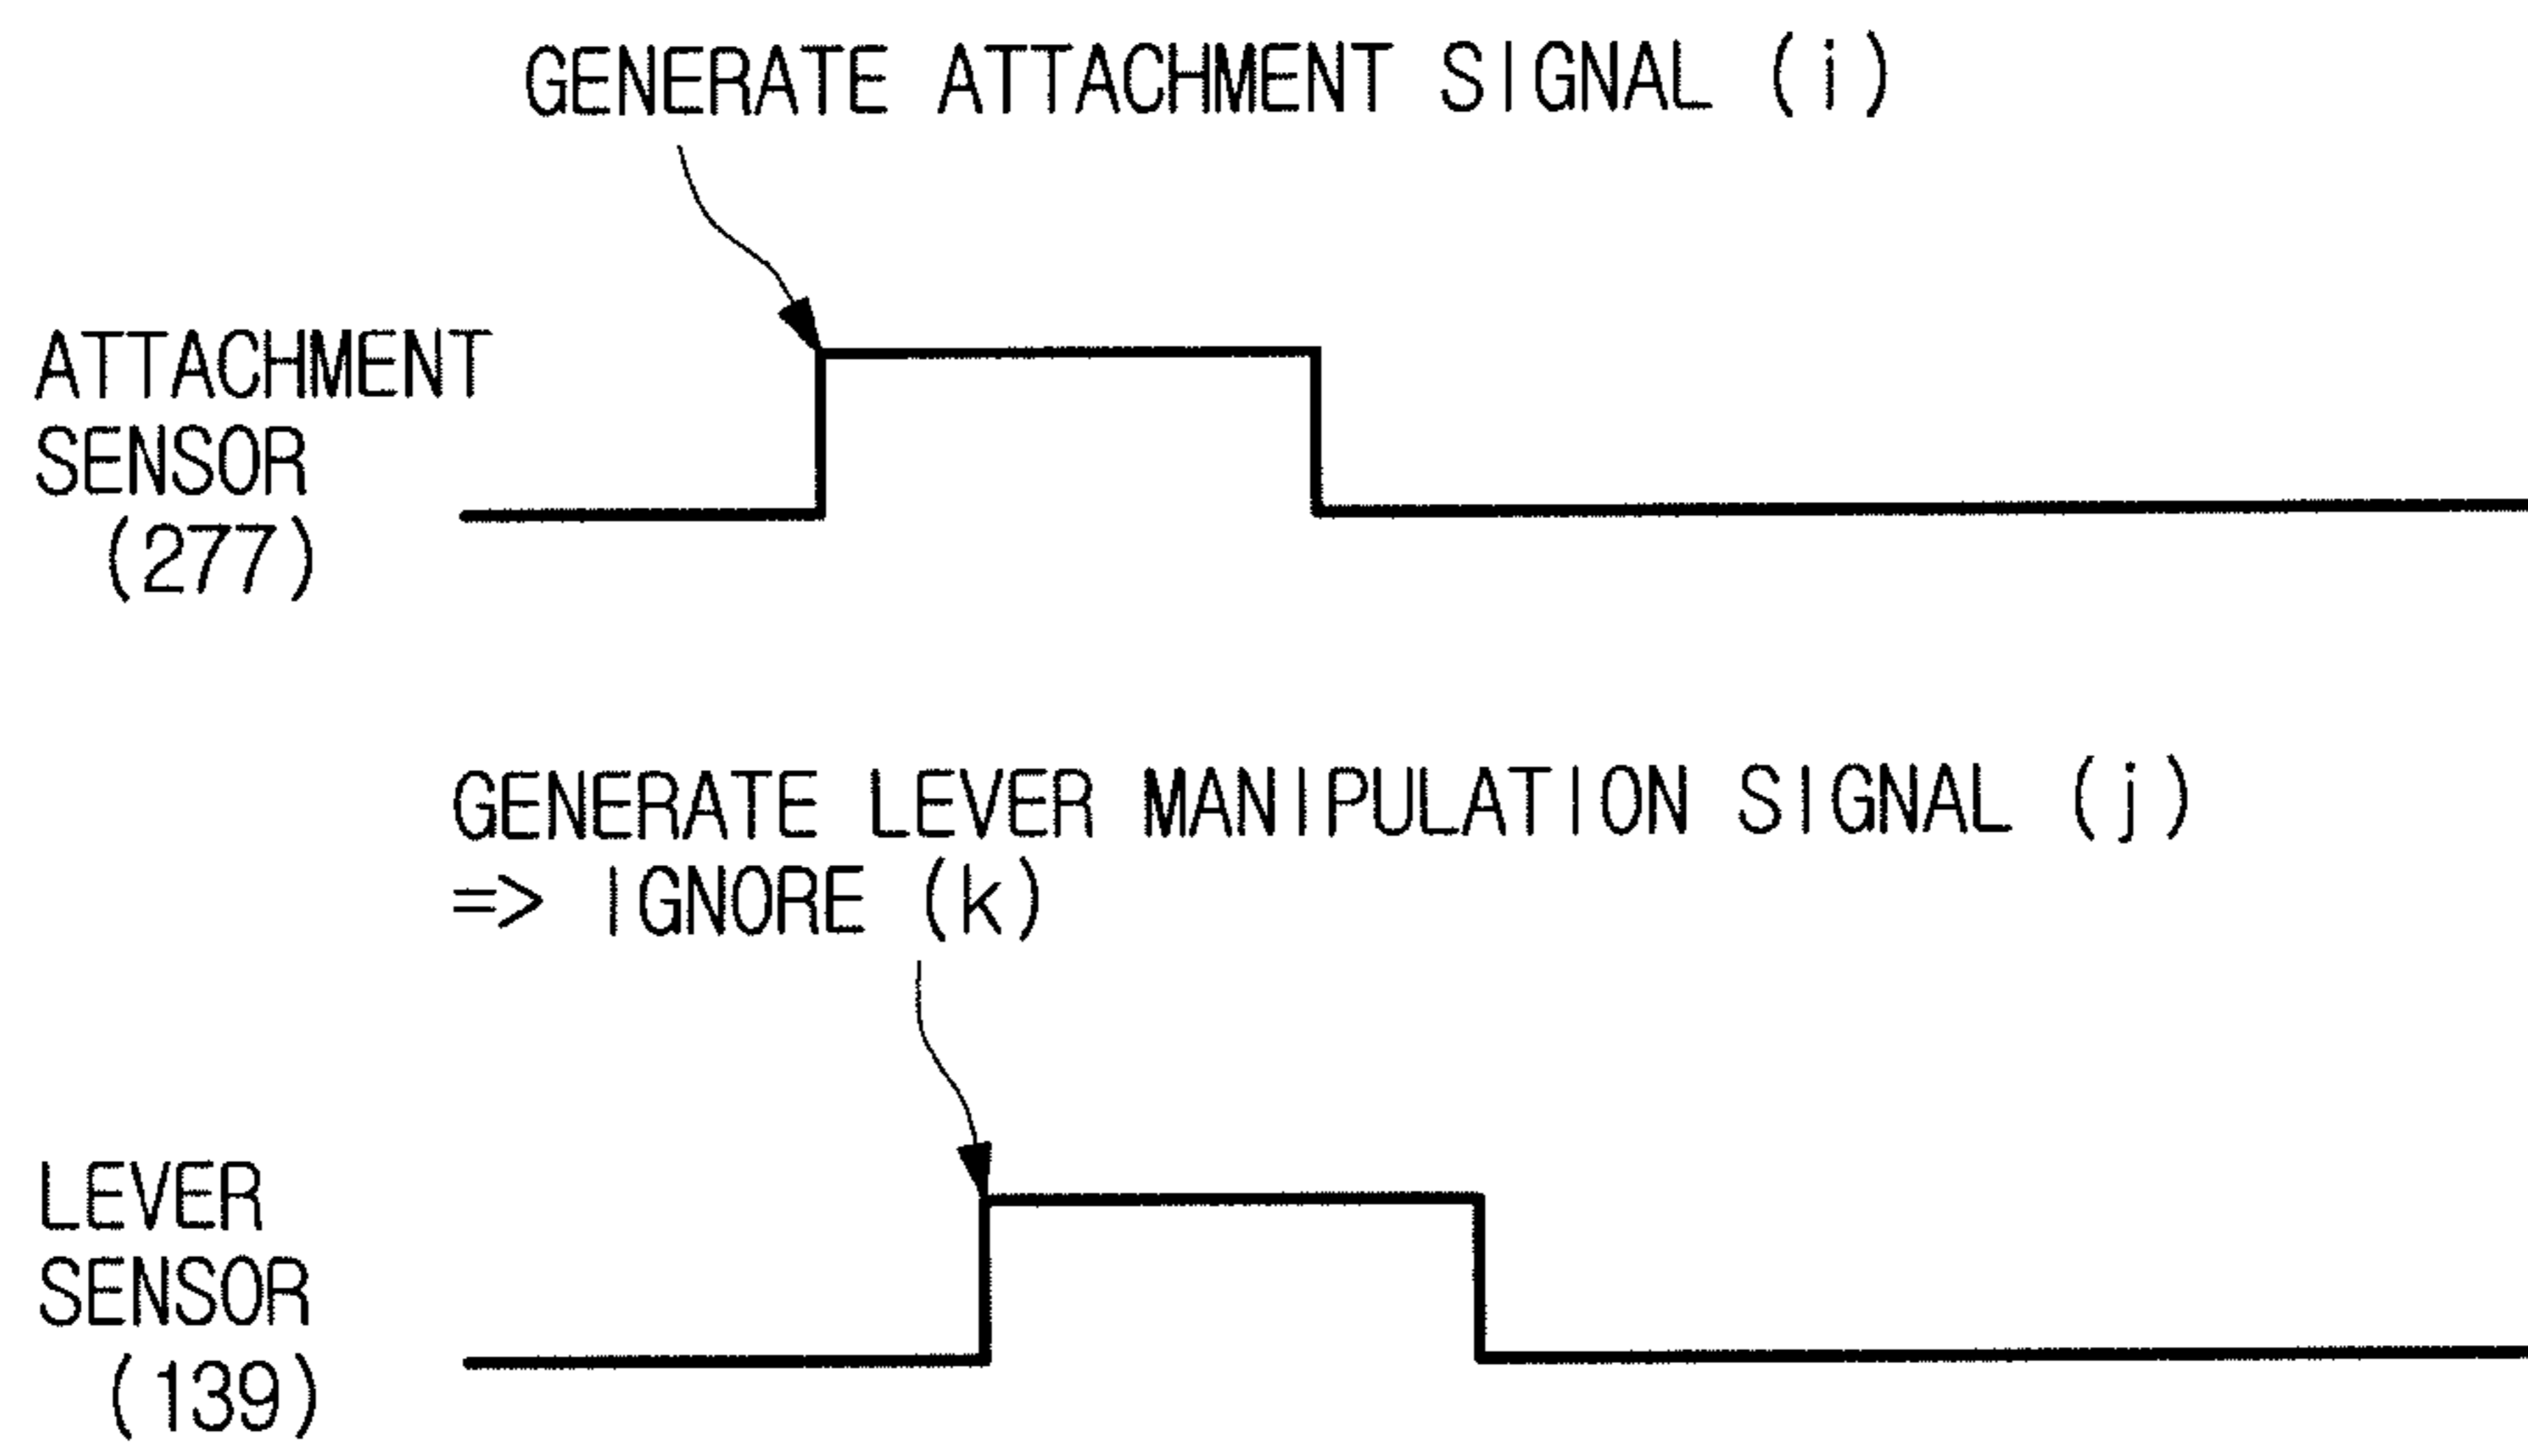 GENERATE ATTACHMENT SIGNAL (i)
ATTACHMENT
SENSOR
(277)
GENERATE LEVER MANIPULATION SIGNAL (j)
=> IGNORE (k)
LEVER
SENSOR
(139)